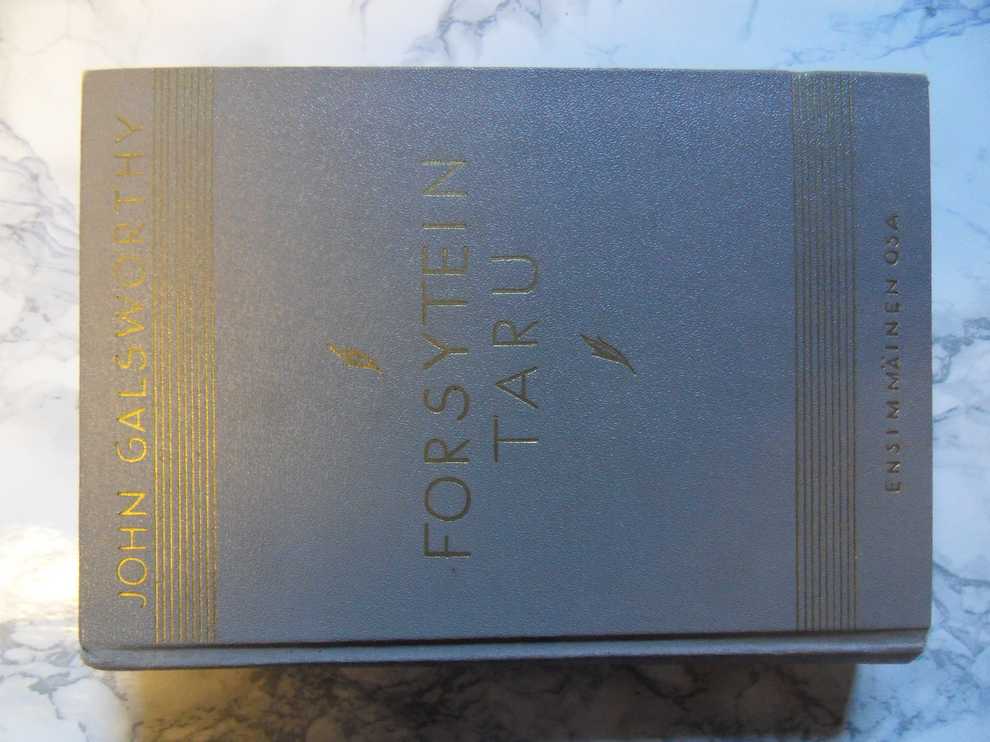 JOHN GALSWORTHY
FORSYTEIN
TARU
ENSIMMÄINEN OSA